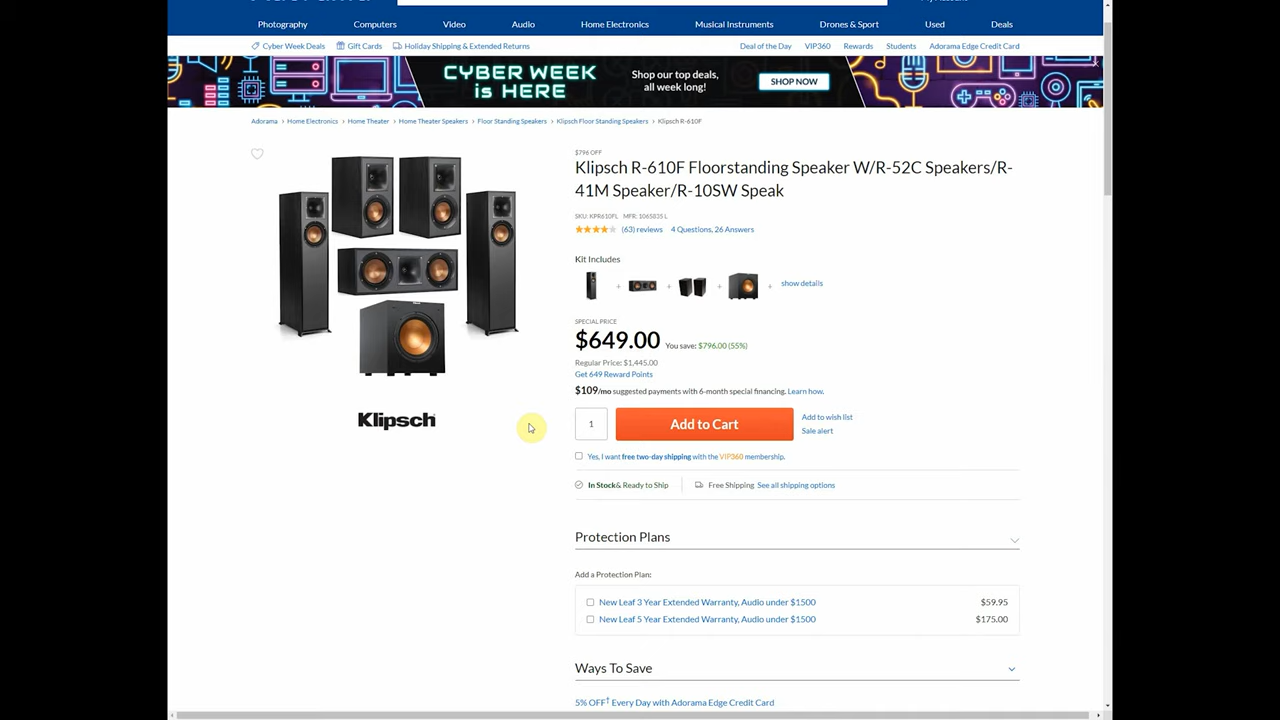 Photography Computers Video Audio Home Electronics Musical Instruments Drones & Sport Used Deals
Cyber Week Deals Gift Cards Holiday Shipping & Extended Returns Deal of the Day VIP360 Rewards Students Adorama Edge Credit Card
CYBER WEEK
is HERE
Shop our top deals,
all week long!
SHOP NOW
Adorama › Home Electronics › Home Theater › Home Theater Speakers › Floor Standing Speakers › Klipsch Floor Standing Speakers › Klipsch R-610F
$796 OFF
Klipsch R-610F Floorstanding Speaker W/R-52C Speakers/R-
41M Speaker/R-10SW Speak
SKU: KPR610FL MFR: 1065835 L
(63) reviews 4 Questions, 26 Answers
Kit Includes
+ + + + show details
SPECIAL PRICE
$649.00 You save: $796.00 (55%)
Regular Price: $1,445.00
Get 649 Reward Points
$109/mo suggested payments with 6-month special financing. Learn how.
Klipsch
1 Add to Cart
Add to wish list
Sale alert
Yes, I want free two-day shipping with the VIP360 membership.
In Stock& Ready to Ship Free Shipping See all shipping options
Protection Plans
Add a Protection Plan:
New Leaf 3 Year Extended Warranty, Audio under $1500 $59.95
New Leaf 5 Year Extended Warranty, Audio under $1500 $175.00
Ways To Save
5% OFF† Every Day with Adorama Edge Credit Card